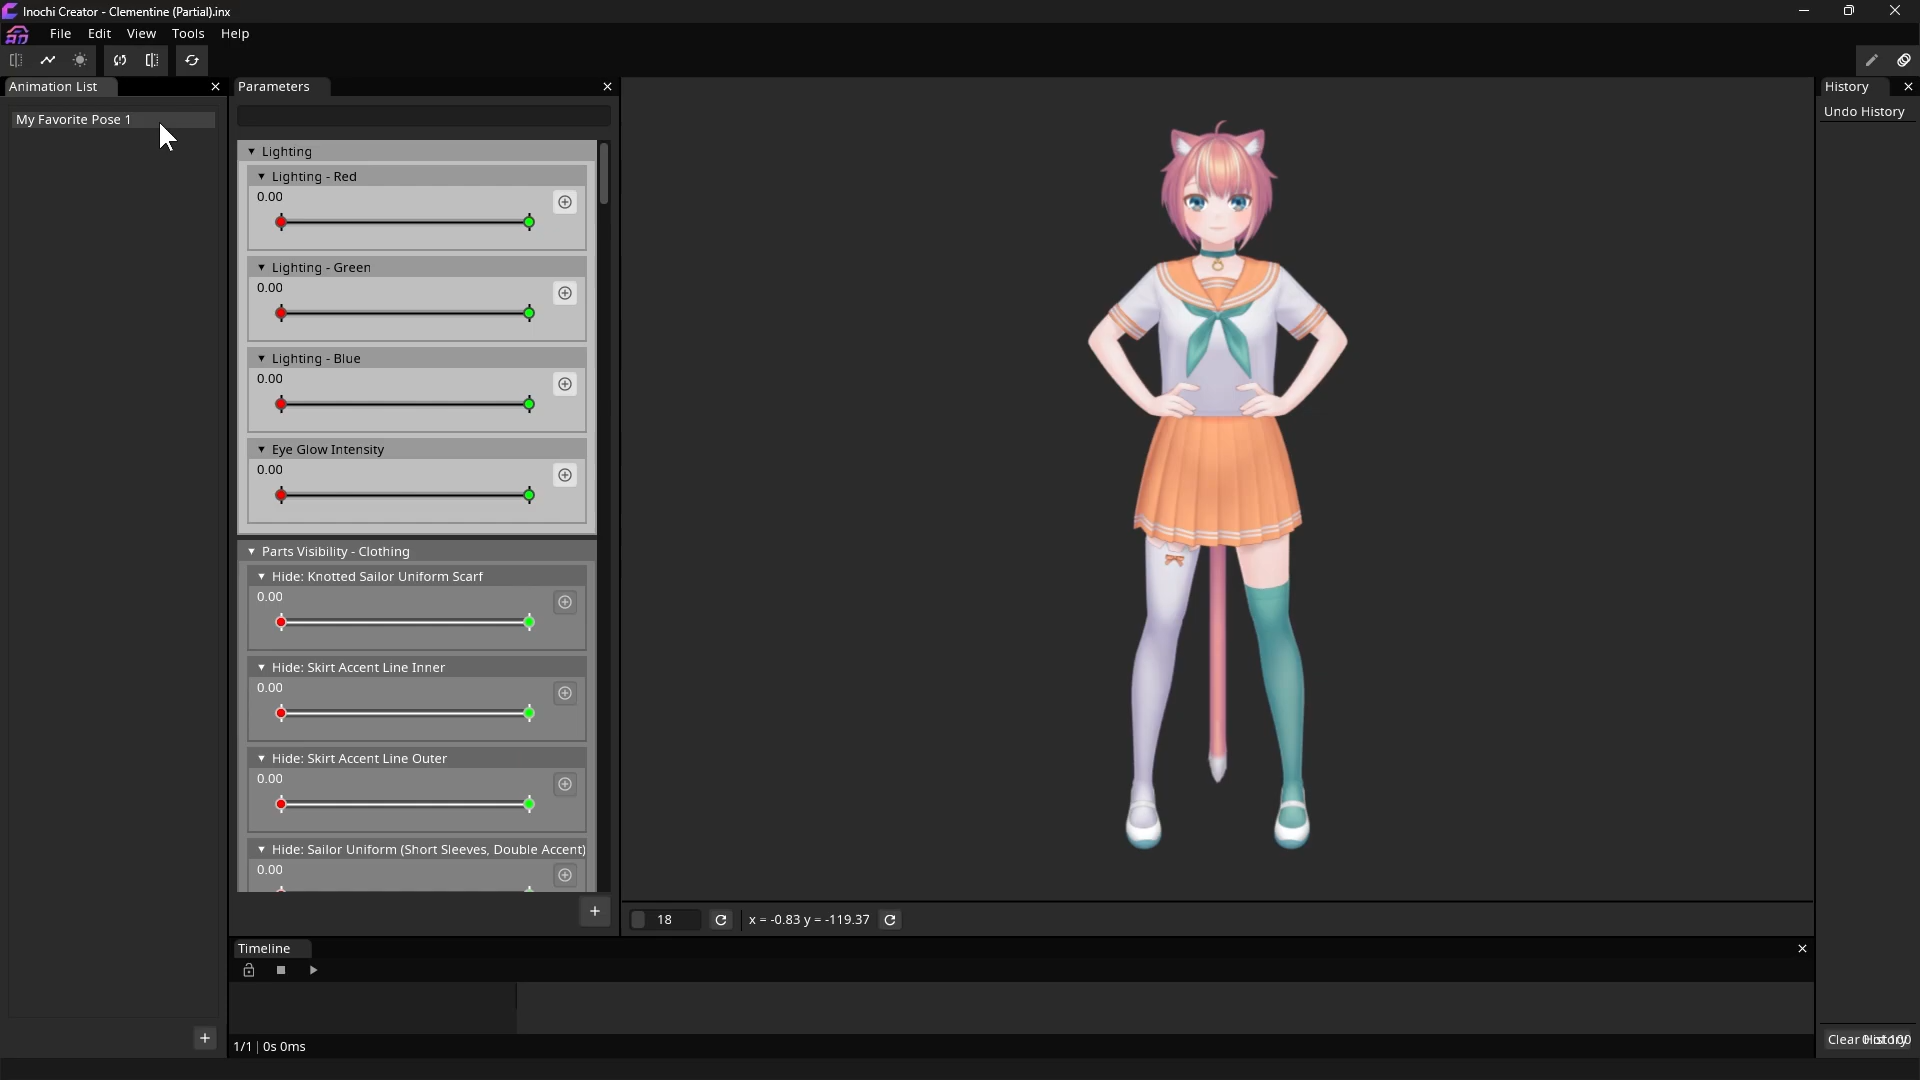 Inochi Creator - Clementine (Partial).inx
File Edit View Tools Help
Animation List
My Favorite Pose 1
Parameters
Lighting
Lighting - Red
0.00
Lighting - Green
0.00
Lighting - Blue
0.00
Eye Glow Intensity
0.00
Parts Visibility - Clothing
Hide: Knotted Sailor Uniform Scarf
0.00
Hide: Skirt Accent Line Inner
0.00
Hide: Skirt Accent Line Outer
0.00
Hide: Sailor Uniform (Short Sleeves, Double Accent)
0.00
18 x = -0.83 y = -119.37
Timeline
1/1 0s 0ms
History
Undo History
Clear History